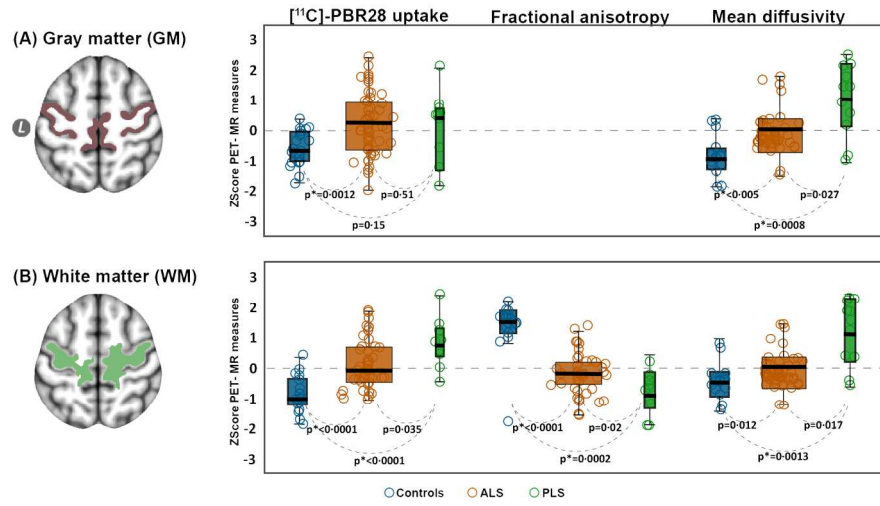 [¹¹C]-PBR28 uptake Fractional anisotropy Mean diffusivity
(A) Gray matter (GM)
L
ZScore PET- MR measures
3
2
1
0
-1
-2
-3
p*=0·0012 p=0·51
p=0·15
p*<0·005 p=0·027
p*=0·0008
(B) White matter (WM)
ZScore PET- MR measures
3
2
1
0
-1
-2
-3
p*<0·0001 p=0·035
p*<0·0001
p*<0·0001 p=0·02
p*=0·0002
p=0·012 p=0·017
p*=0·0013
Controls ALS PLS